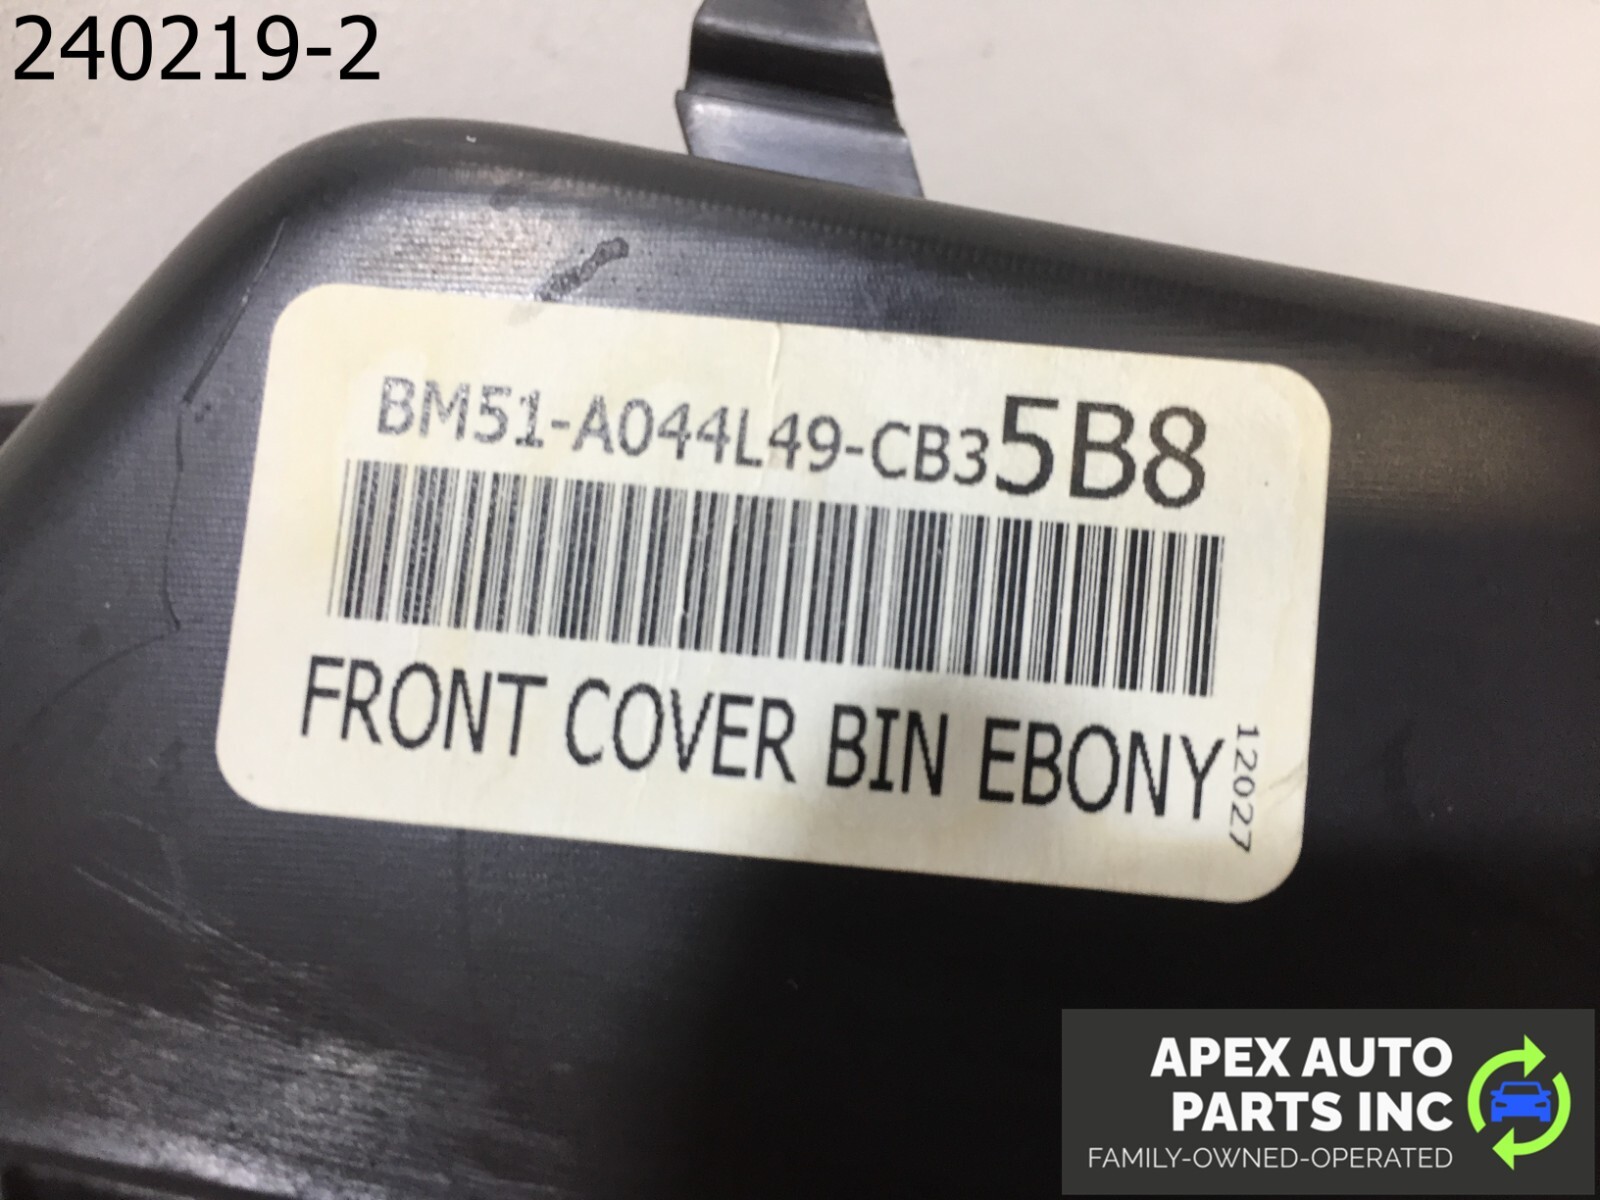 240219-2
BM51-A044L49-CB35B8
FRONT COVER BIN EBONY
12027
APEX AUTO
PARTS INC
FAMILY-OWNED-OPERATED